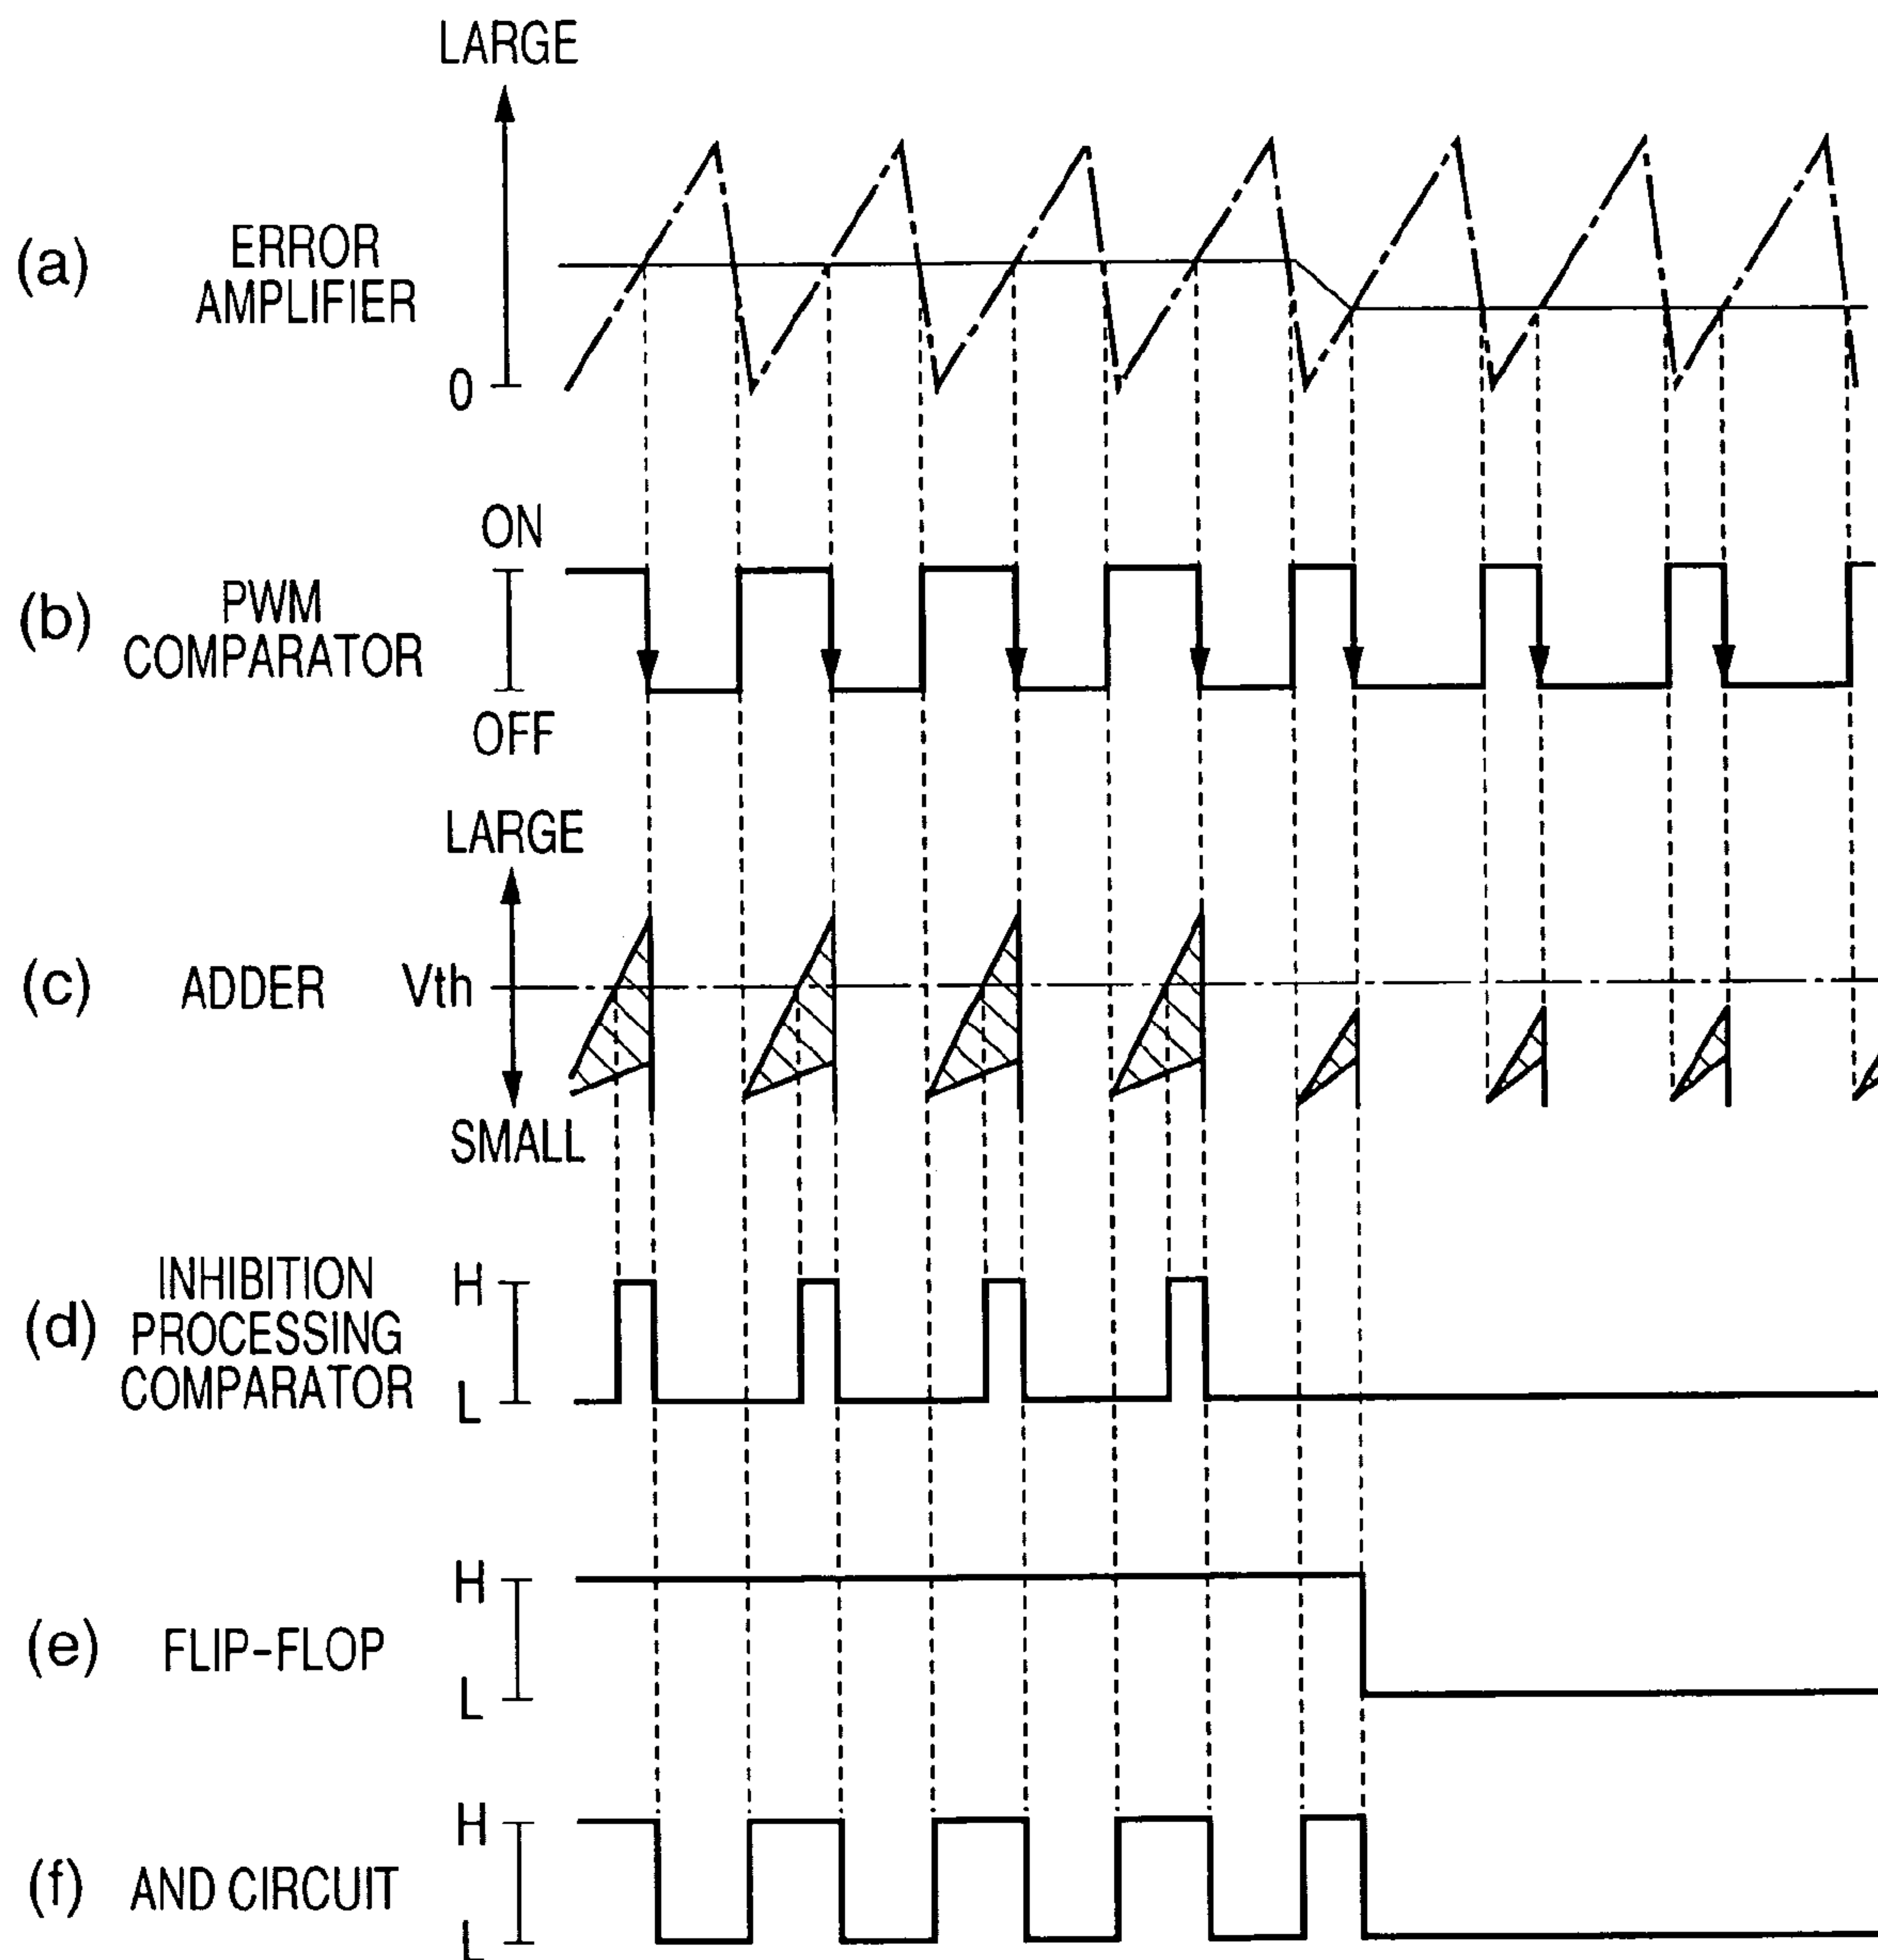 LARGE
(a) ERROR
AMPLIFIER
0
ON
(b) PWM
COMPARATOR
OFF
LARGE
(c) ADDER Vth
SMALL
(d) INHIBITION
PROCESSING
COMPARATOR
H
L
(e) FLIP-FLOP
H
L
(f) AND CIRCUIT
H
L